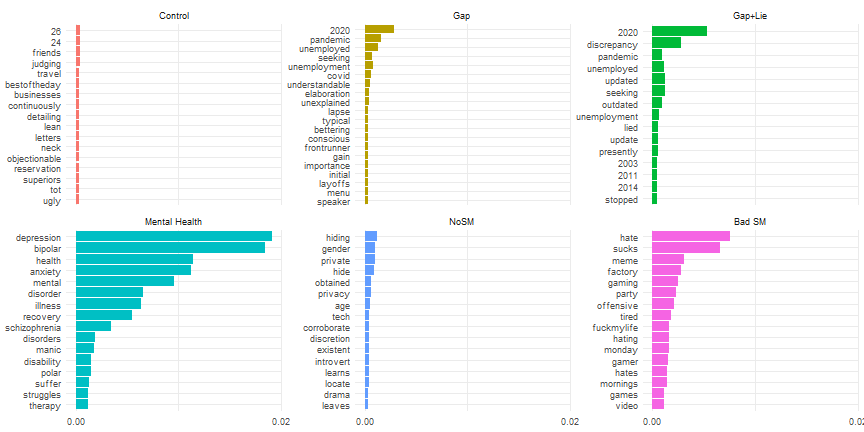 Control
26
24
friends
judging
travel
bestoftheday
businesses
continuously
detailing
lean
letters
neck
objectionable
reservation
superiors
tot
ugly
Gap
2020
pandemic
unemployed
seeking
unemployment
covid
understandable
elaboration
unexplained
lapse
typical
bettering
conscious
frontrunner
gain
importance
initial
layoffs
menu
speaker
Gap+Lie
2020
discrepancy
pandemic
unemployed
updated
seeking
outdated
unemployment
lied
update
presently
2003
2011
2014
stopped
Mental Health
depression
bipolar
health
anxiety
mental
disorder
illness
recovery
schizophrenia
disorders
manic
disability
polar
suffer
struggles
therapy
0.00
0.02
NoSM
hiding
gender
private
hide
obtained
privacy
age
tech
corroborate
discretion
existent
introvert
learns
locate
drama
leaves
0.00
0.02
Bad SM
hate
sucks
meme
factory
gaming
party
offensive
tired
fuckmylife
hating
monday
gamer
hates
mornings
games
video
0.00
0.02